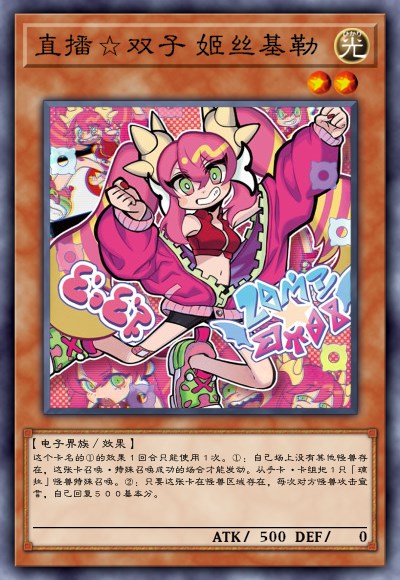 直播☆双子 姬丝基勒
光
【电子界族／效果】
这个卡名的①的效果1回合只能使用1次。①：自己场上没有其他怪兽
存在，这张卡召唤·特殊召唤成功的场合才能发动。从手卡·卡组把1只「璃
拉」怪兽特殊召唤。②：只要这张卡在怪兽区域存在，每次对方怪兽攻击宣
言，自己回复500基本分。
ATK/ 500 DEF/ 0